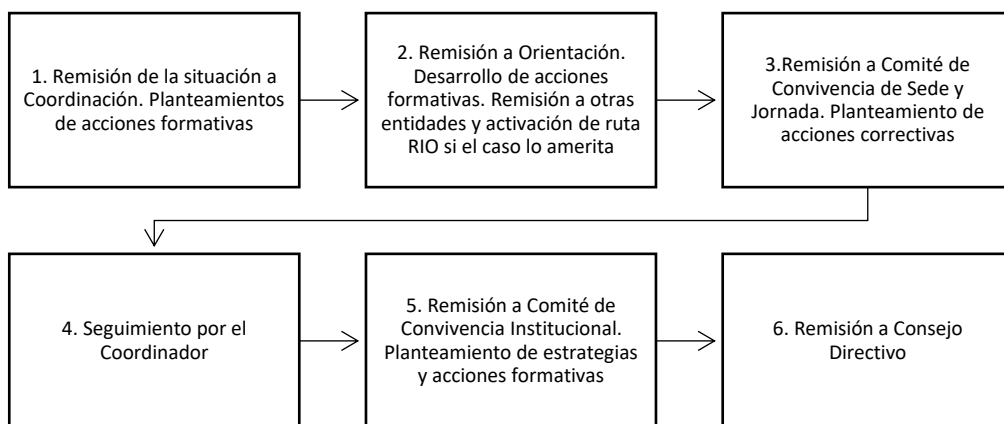 1. Remisión de la situación a
Coordinación. Planteamientos
de acciones formativas
2. Remisión a Orientación.
Desarrollo de acciones
formativas. Remisión a otras
entidades y activación de ruta
RIO si el caso lo amerita
3.Remisión a Comité de
Convivencia de Sede y
Jornada. Planteamiento de
acciones correctivas
4. Seguimiento por el
Coordinador
5. Remisión a Comité de
Convivencia Institucional.
Planteamiento de estrategias
y acciones formativas
6. Remisión a Consejo
Directivo